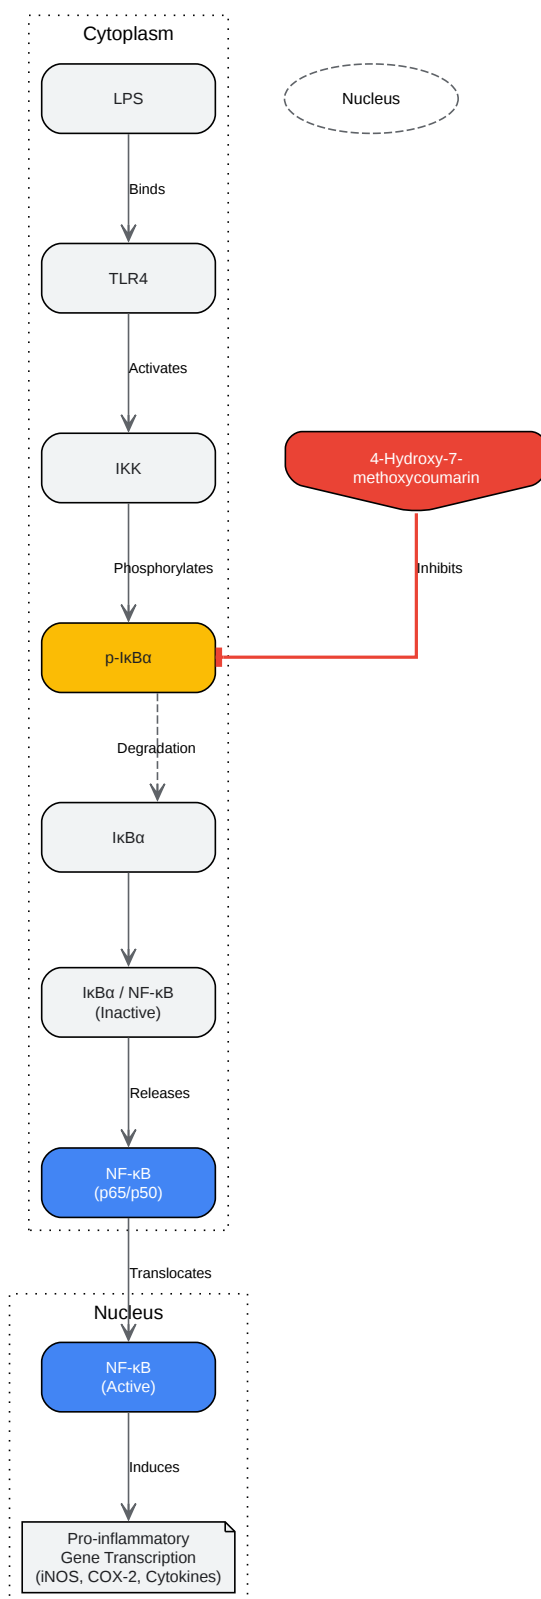 Cytoplasm
LPS
Nucleus
Binds
TLR4
Activates
IKK
4-Hydroxy-7-
methoxycoumarin
Phosphorylates
Inhibits
p-IκBα
Degradation
IκBα
IκBα / NF-κB
(Inactive)
Releases
NF-κB
(p65/p50)
Translocates
Nucleus
NF-κB
(Active)
Induces
Pro-inflammatory
Gene Transcription
(iNOS, COX-2, Cytokines)